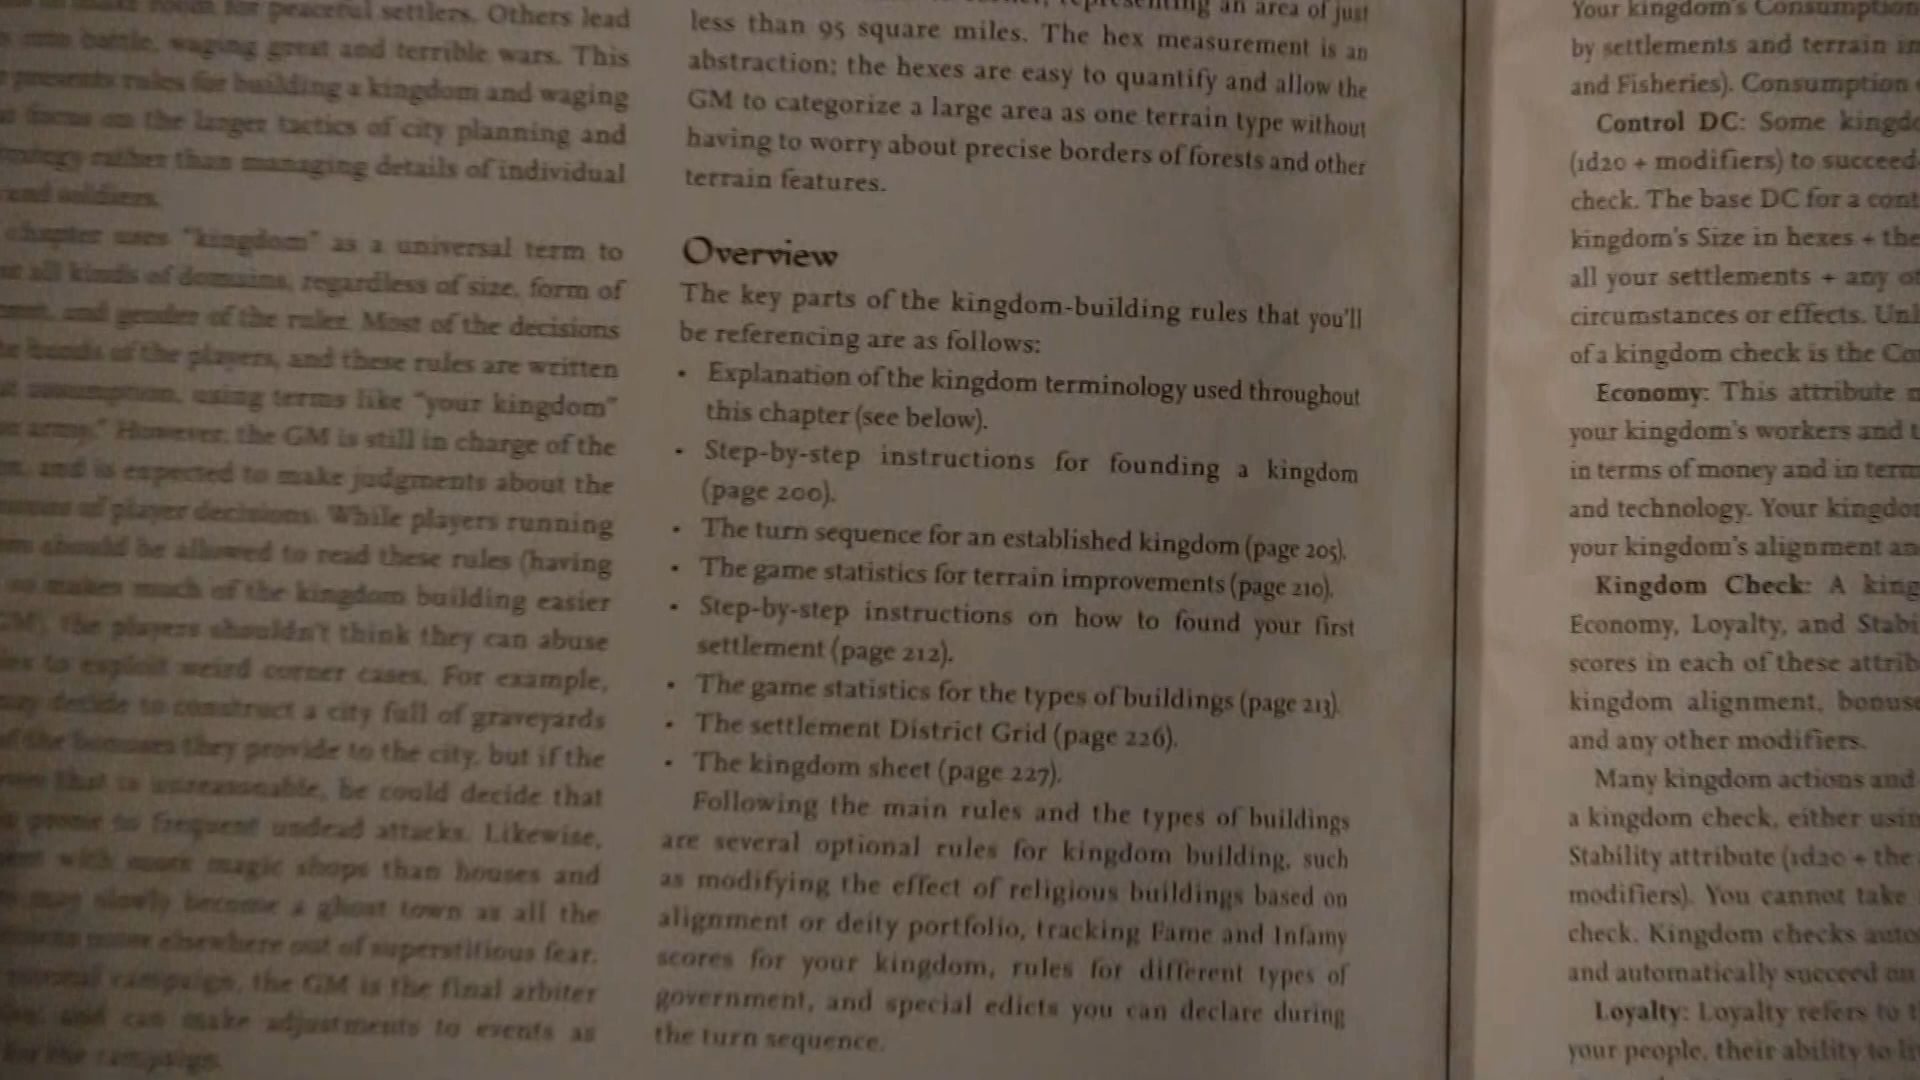 room for peaceful settlers. Others lead
into battle, waging great and terrible wars. This
presents rules for building a kingdom and waging
focus on the larger tactics of city planning and
strategy rather than managing details of individual
and soldiers.
chapter uses "kingdom" as a universal term to
all kinds of domains, regardless of size, form of
and gender of the ruler. Most of the decisions
hands of the players, and these rules are written
assumption, using terms like "your kingdom"
army." However, the GM is still in charge of the
and is expected to make judgments about the
of player decisions. While players running
should be allowed to read these rules (having
so makes much of the kingdom building easier
GM), the players shouldn't think they can abuse
to exploit weird corner cases. For example,
may decide to construct a city full of graveyards
of the bonuses they provide to the city, but if the
that is unreasonable, he could decide that
prone to frequent undead attacks. Likewise,
with more magic shops than houses and
may slowly become a ghost town as all the
move elsewhere out of superstitious fear.
campaign, the GM is the final arbiter
and can make adjustments to events as
for the campaign.
representing an area of just
less than 95 square miles. The hex measurement is an
abstraction; the hexes are easy to quantify and allow the
GM to categorize a large area as one terrain type without
having to worry about precise borders of forests and other
terrain features.
Overview
The key parts of the kingdom-building rules that you'll
be referencing are as follows:
• Explanation of the kingdom terminology used throughout
this chapter (see below).
• Step-by-step instructions for founding a kingdom
(page 200).
• The turn sequence for an established kingdom (page 205).
• The game statistics for terrain improvements (page 210).
• Step-by-step instructions on how to found your first
settlement (page 212).
• The game statistics for the types of buildings (page 213).
• The settlement District Grid (page 226).
• The kingdom sheet (page 227).
Following the main rules and the types of buildings
are several optional rules for kingdom building, such
as modifying the effect of religious buildings based on
alignment or deity portfolio, tracking Fame and Infamy
scores for your kingdom, rules for different types of
government, and special edicts you can declare during
the turn sequence.
Your kingdom's Consumption
by settlements and terrain
and Fisheries). Consumption
Control DC: Some
(1d20 + modifiers) to succeed
check. The base DC for a
kingdom's Size in hexes + the
all your settlements + any
circumstances or effects.
of a kingdom check is the
Economy: This attribute
your kingdom's workers and
in terms of money and in
and technology. Your
your kingdom's alignment
Kingdom Check: A
Economy, Loyalty, and
scores in each of these
kingdom alignment,
and any other modifiers.
Many kingdom actions and
a kingdom check, either
Stability attribute (1d20 + the
modifiers). You cannot take
check. Kingdom checks
and automatically succeed on
Loyalty: Loyalty refers to
your people, their ability to